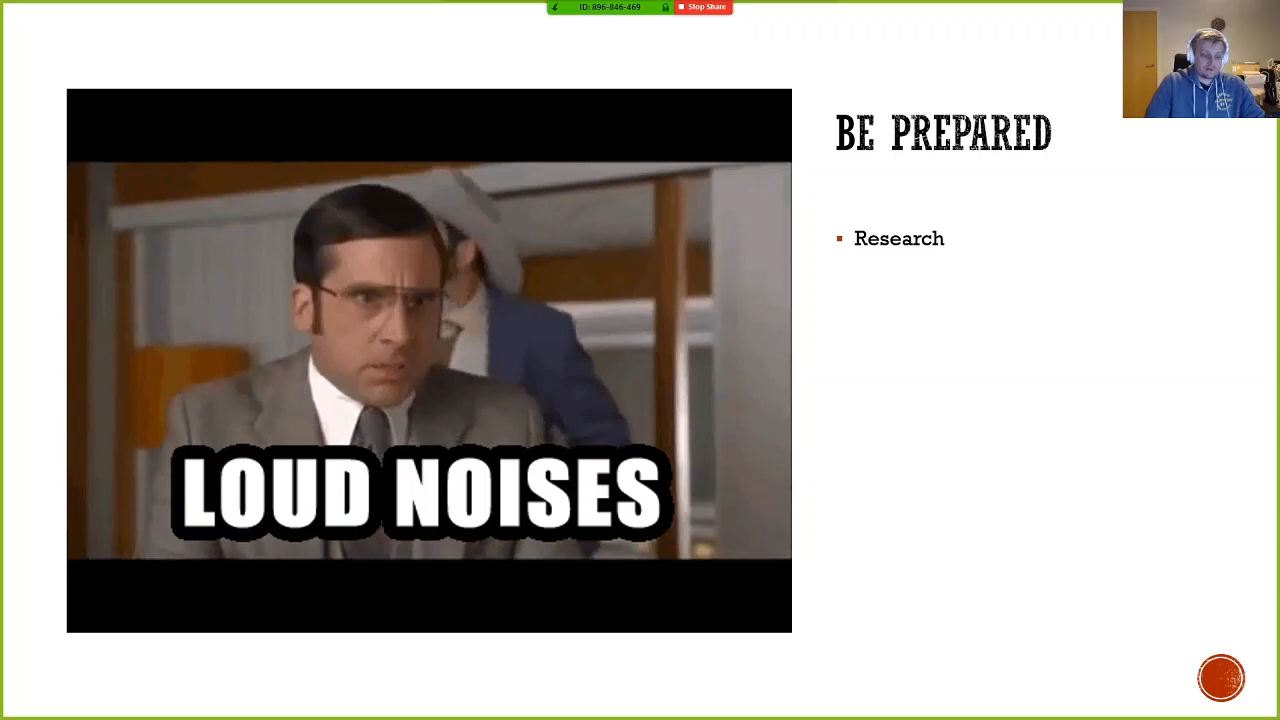 ID: 896-846-469
Stop Share
BE PREPARED
Research
LOUD NOISES